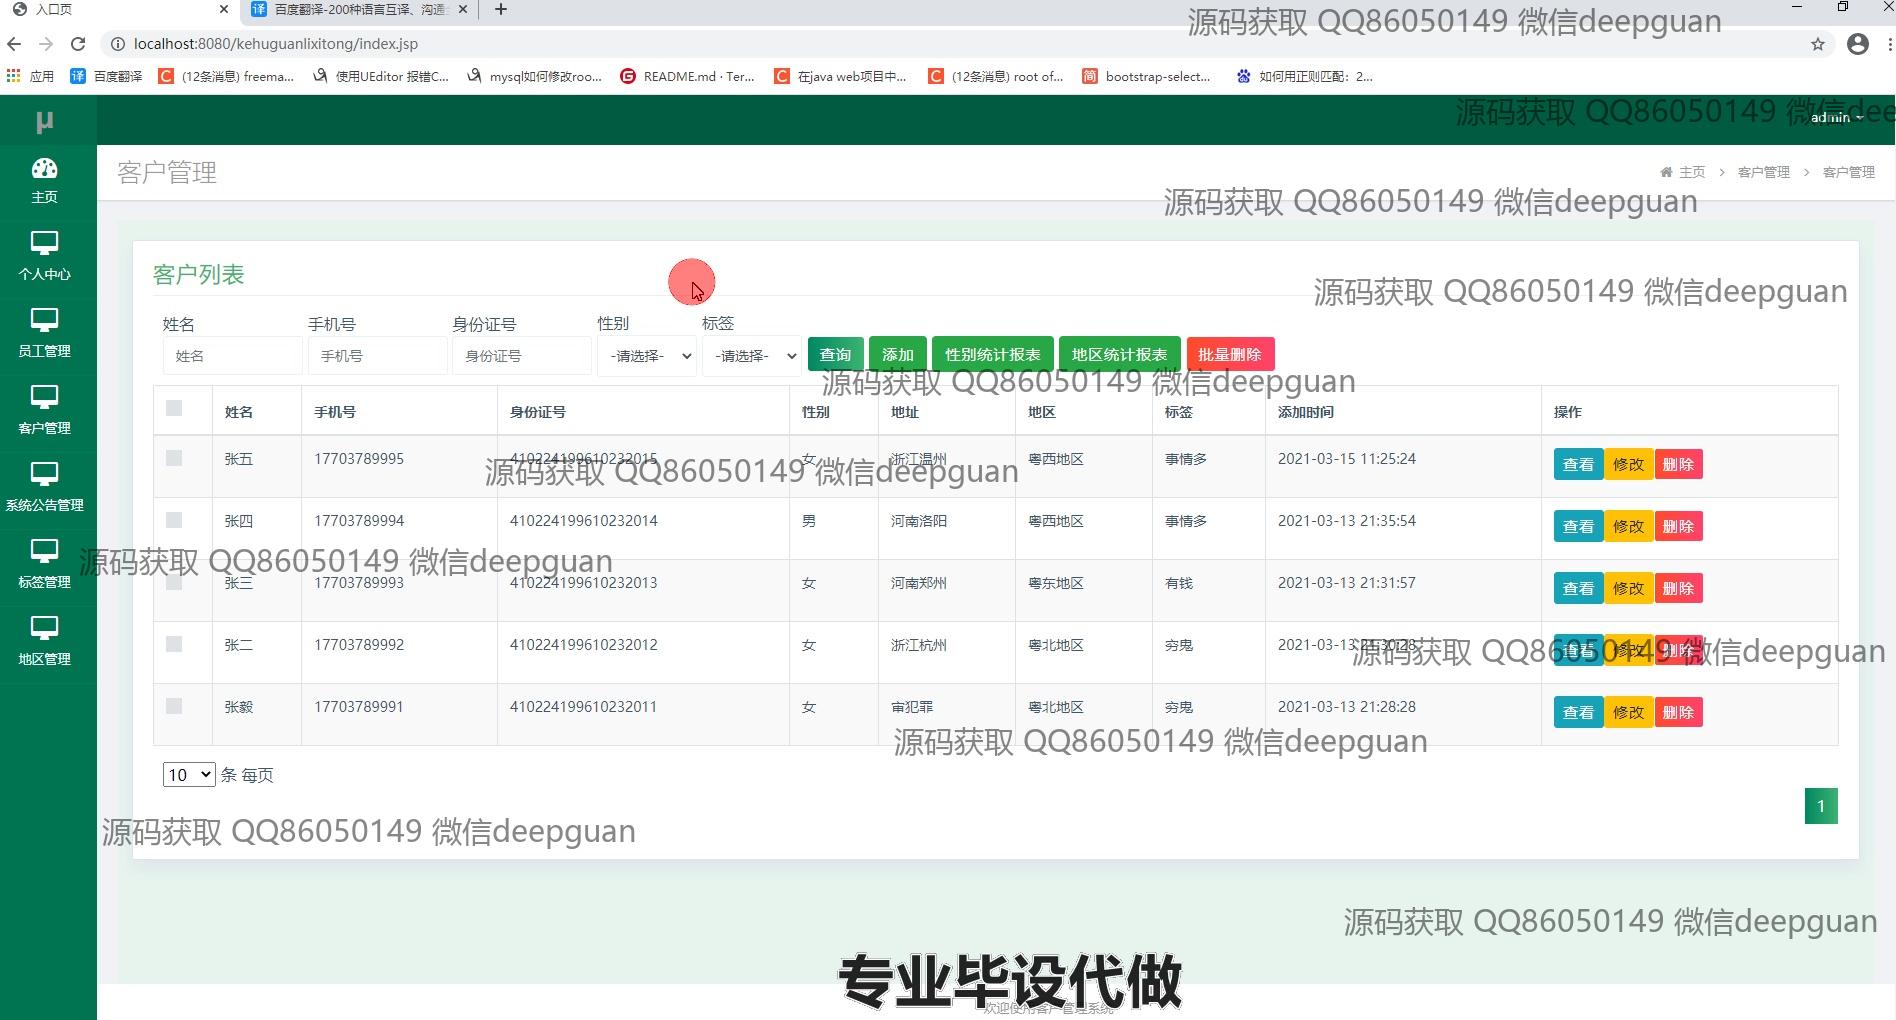 入口页
百度翻译-200种语言互译、沟通
源码获取 QQ86050149 微信deepguan
localhost:8080/kehuguanlixitong/index.jsp
应用 百度翻译 (12条消息) freema... 使用UEditor 报错C... mysql如何修改roo... README.md · Ter... 在java web项目中... (12条消息) root of... bootstrap-select... 如何用正则匹配：2...
μ
源码获取 QQ86050149 微信dee
admin
主页
个人中心
员工管理
客户管理
系统公告管理
标签管理
地区管理
客户管理
主页 > 客户管理 > 客户管理
源码获取 QQ86050149 微信deepguan
客户列表
源码获取 QQ86050149 微信deepguan
姓名 手机号 身份证号 性别 标签
姓名 手机号 身份证号 -请选择- -请选择- 查询 添加 性别统计报表 地区统计报表 批量删除
源码获取 QQ86050149 微信deepguan
姓名 手机号 身份证号 性别 地址 地区 标签 添加时间 操作
张五 17703789995 410224199610232015 女 浙江温州 粤西地区 事情多 2021-03-15 11:25:24 查看 修改 删除
源码获取 QQ86050149 微信deepguan
张四 17703789994 410224199610232014 男 河南洛阳 粤西地区 事情多 2021-03-13 21:35:54 查看 修改 删除
源码获取 QQ86050149 微信deepguan
张三 17703789993 410224199610232013 女 河南郑州 粤东地区 有钱 2021-03-13 21:31:57 查看 修改 删除
张二 17703789992 410224199610232012 女 浙江杭州 粤北地区 穷鬼 2021-03-13 21:30:28 查看 修改 删除
源码获取 QQ86050149 微信deepguan
张毅 17703789991 410224199610232011 女 审犯罪 粤北地区 穷鬼 2021-03-13 21:28:28 查看 修改 删除
源码获取 QQ86050149 微信deepguan
10 条 每页
1
源码获取 QQ86050149 微信deepguan
源码获取 QQ86050149 微信deepguan
专业毕设代做
欢迎使用客户管理系统